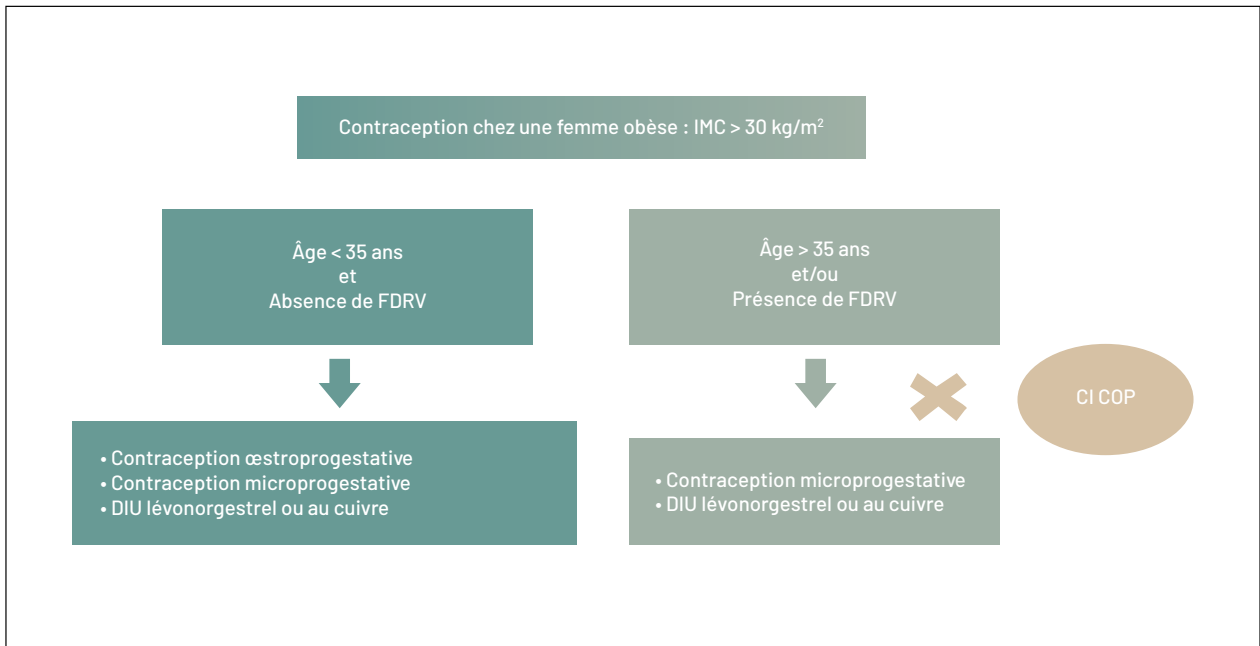 Contraception chez une femme obèse : IMC > 30 kg/m²
Âge < 35 ans
et
Absence de FDRV
Âge > 35 ans
et/ou
Présence de FDRV
CI COP
• Contraception œstroprogestative
• Contraception microprogestative
• DIU lévonorgestrel ou au cuivre
• Contraception microprogestative
• DIU lévonorgestrel ou au cuivre